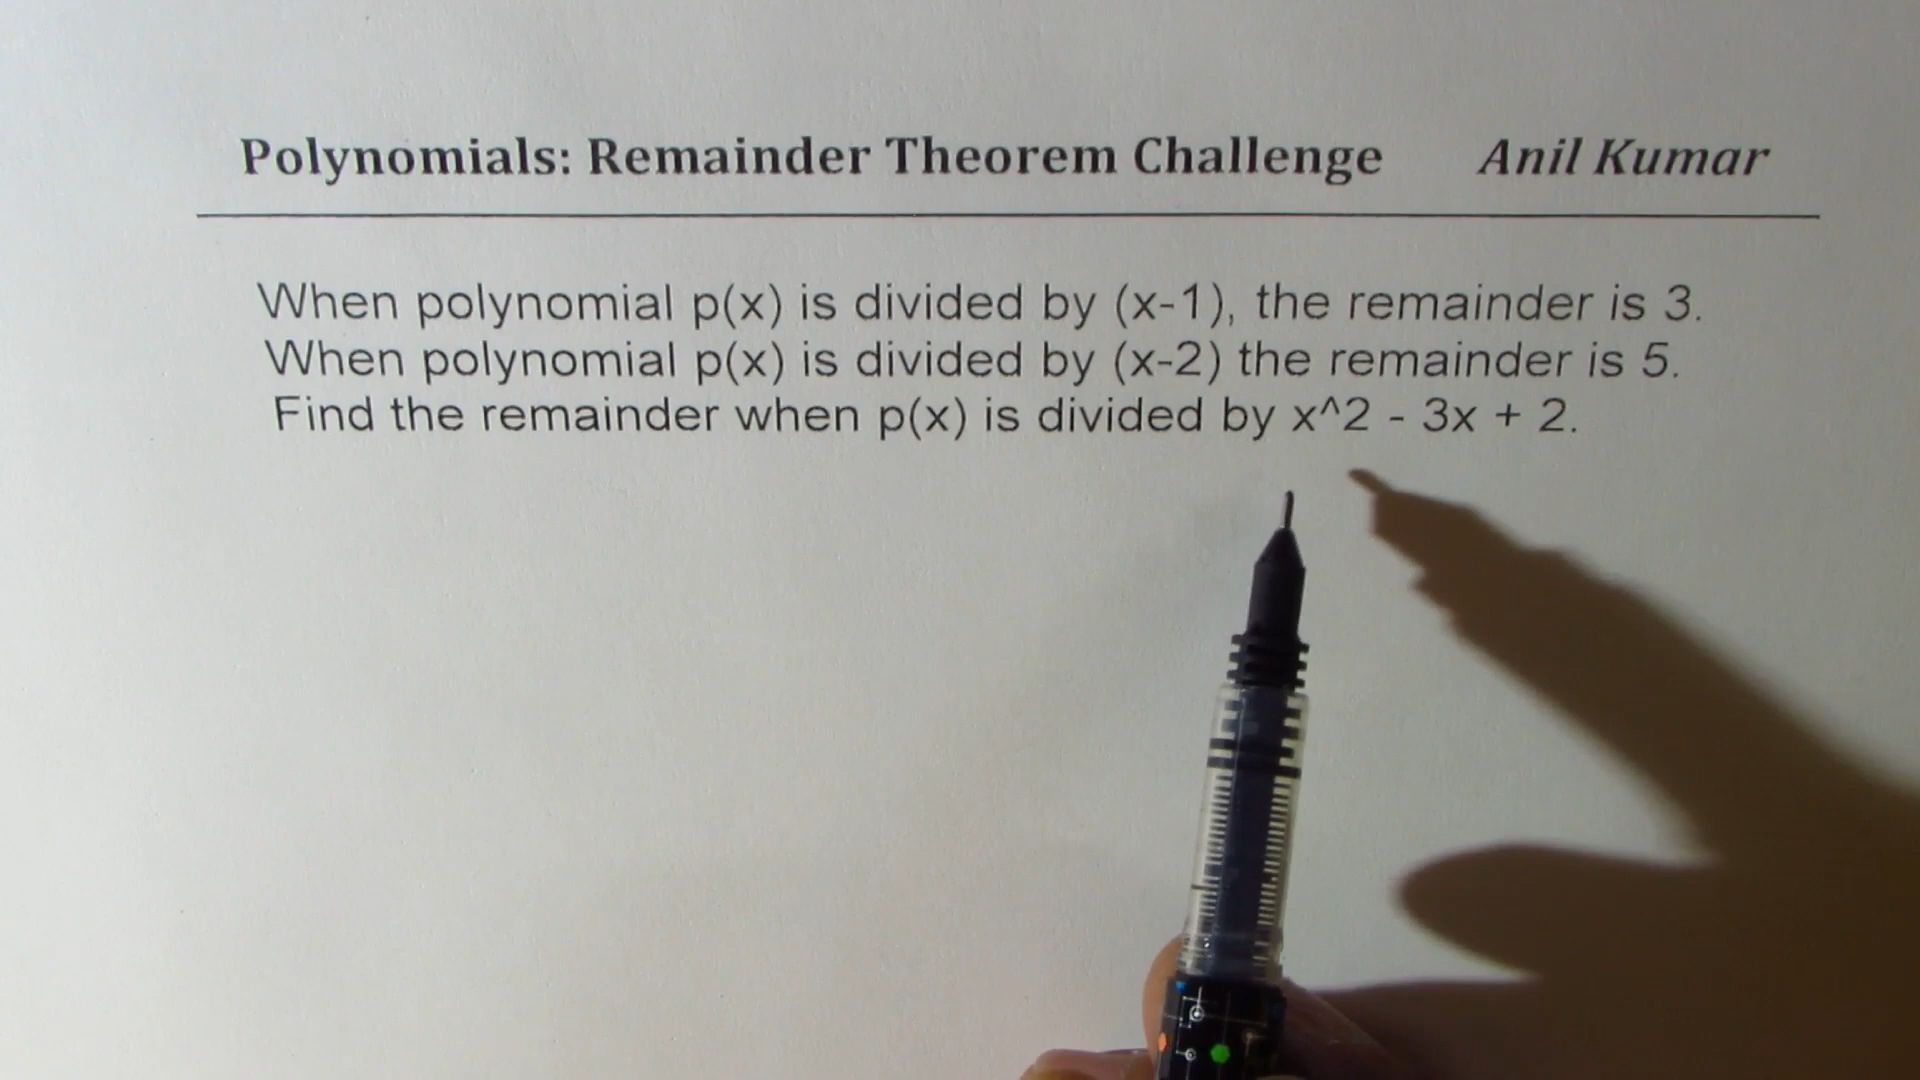 Polynomials: Remainder Theorem Challenge Anil Kumar
When polynomial p(x) is divided by (x-1), the remainder is 3.
When polynomial p(x) is divided by (x-2) the remainder is 5.
Find the remainder when p(x) is divided by x^2 - 3x + 2.